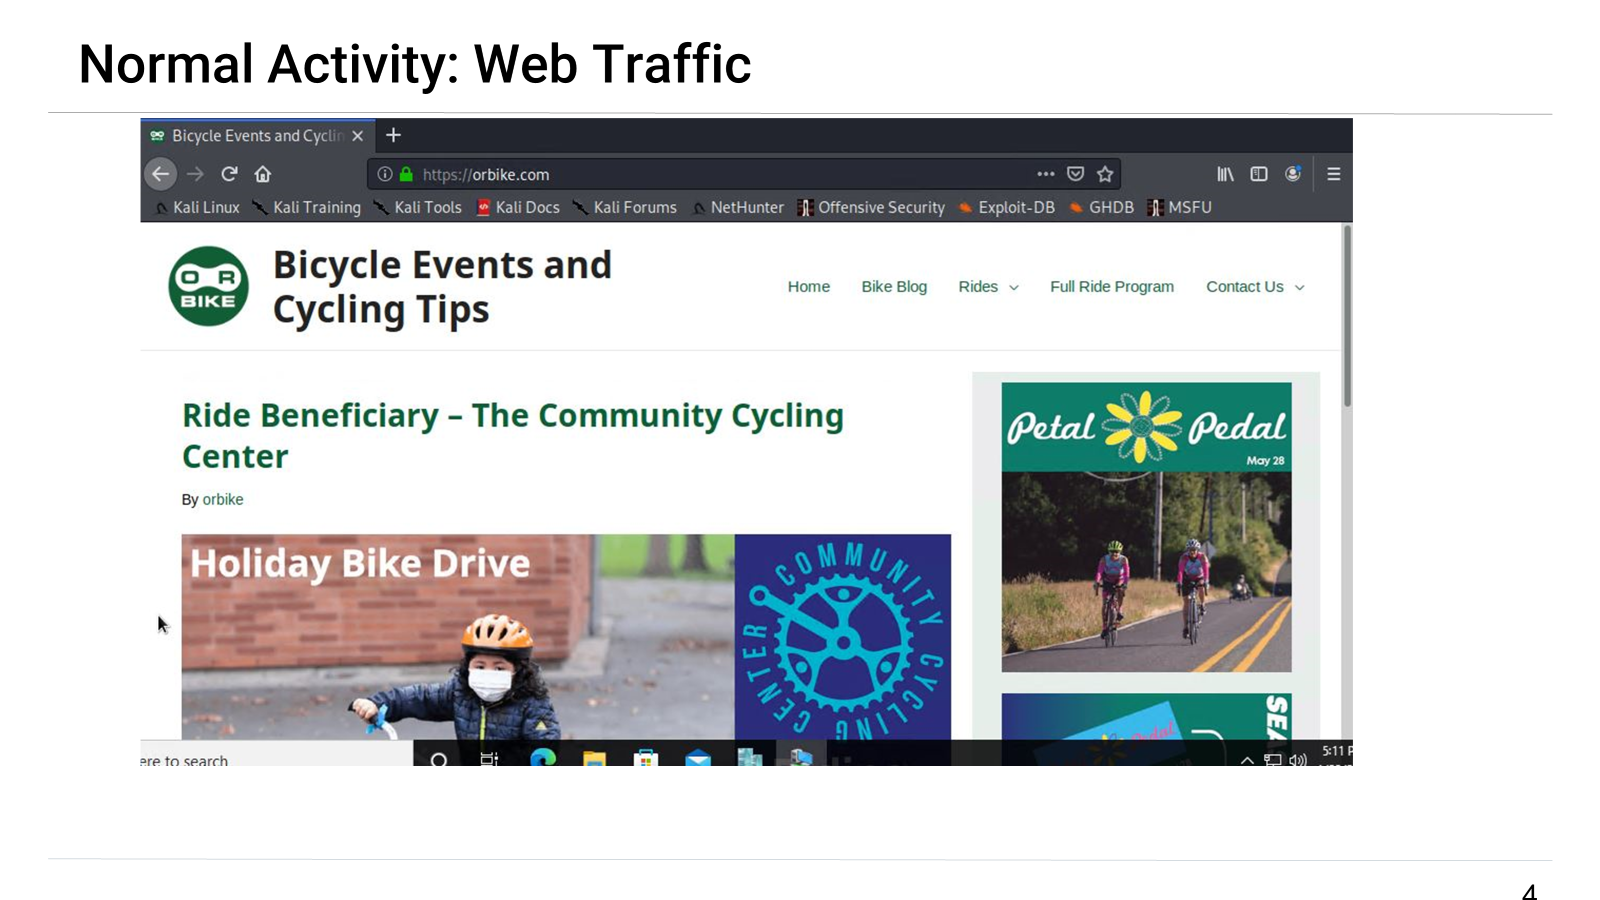 Normal Activity: Web Traffic
Bicycle Events and Cyclin
https://orbike.com
Kali Linux Kali Training Kali Tools Kali Docs Kali Forums NetHunter Offensive Security Exploit-DB GHDB MSFU
OR
BIKE
Bicycle Events and
Cycling Tips
Home Bike Blog Rides Full Ride Program Contact Us
Ride Beneficiary – The Community Cycling
Center
By orbike
Holiday Bike Drive
COMMUNITY CYCLING CENTER
Petal Pedal
May 28
Pedal
SEA
ere to search
5:11 P
4